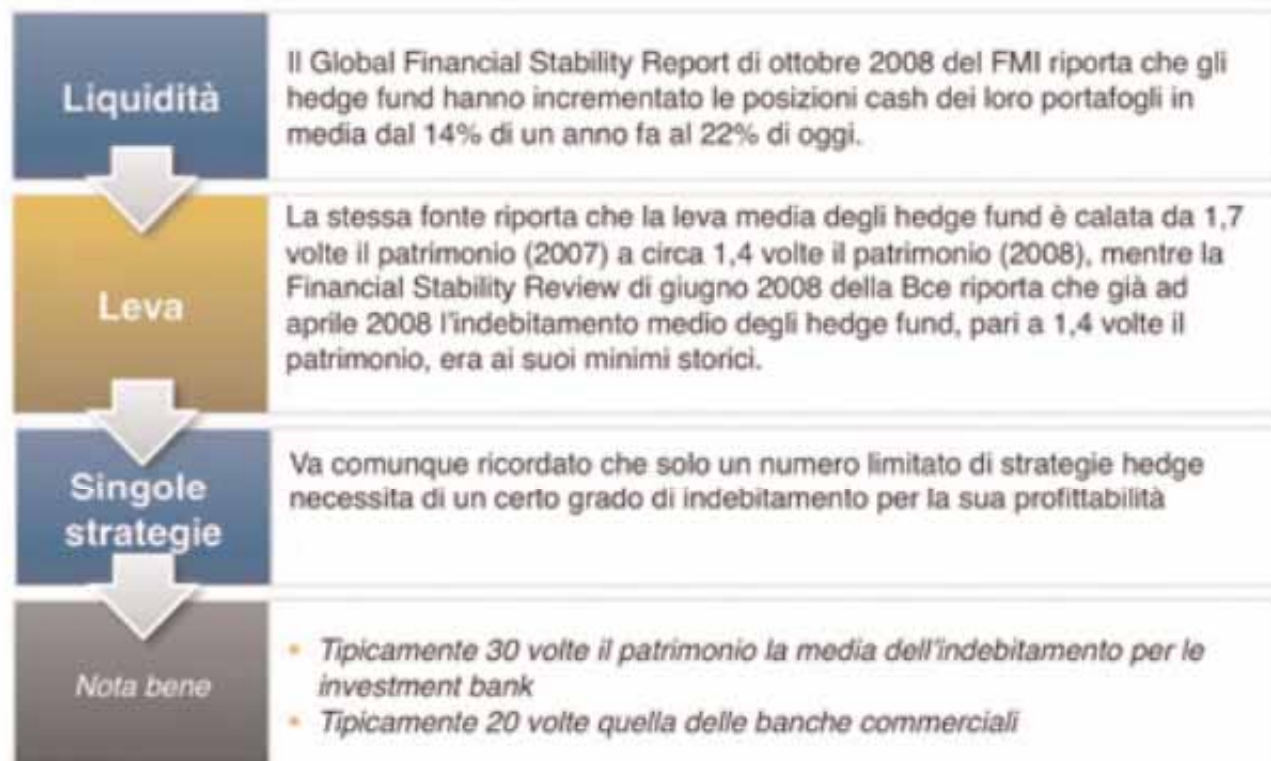 Liquidità
Il Global Financial Stability Report di ottobre 2008 del FMI riporta che gli
hedge fund hanno incrementato le posizioni cash dei loro portafogli in
media dal 14% di un anno fa al 22% di oggi.
Leva
La stessa fonte riporta che la leva media degli hedge fund è calata da 1,7
volte il patrimonio (2007) a circa 1,4 volte il patrimonio (2008), mentre la
Financial Stability Review di giugno 2008 della Bce riporta che già ad
aprile 2008 l'indebitamento medio degli hedge fund, pari a 1,4 volte il
patrimonio, era ai suoi minimi storici.
Singole
strategie
Va comunque ricordato che solo un numero limitato di strategie hedge
necessita di un certo grado di indebitamento per la sua profittabilità
Nota bene
• Tipicamente 30 volte il patrimonio la media dell'indebitamento per le
investment bank
• Tipicamente 20 volte quella delle banche commerciali